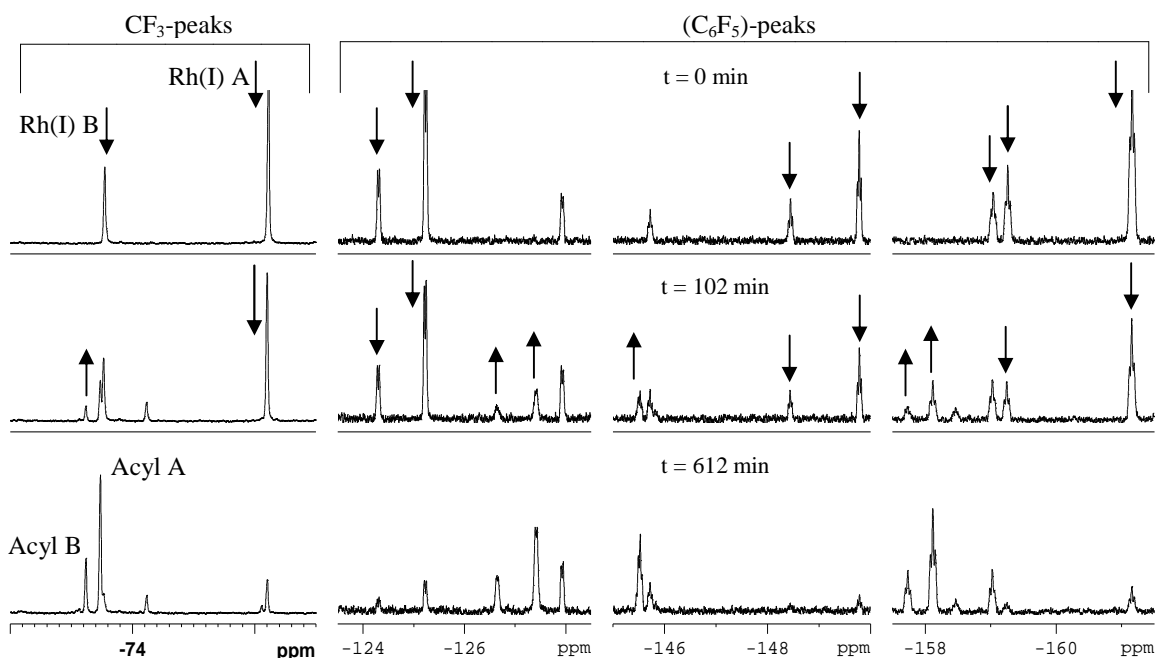 CF₃-peaks
(C₆F₅)-peaks
Rh(I) A
t = 0 min
Rh(I) B
t = 102 min
Acyl A
t = 612 min
Acyl B
-74 ppm -124 -126 ppm -146 -148 ppm -158 -160 ppm